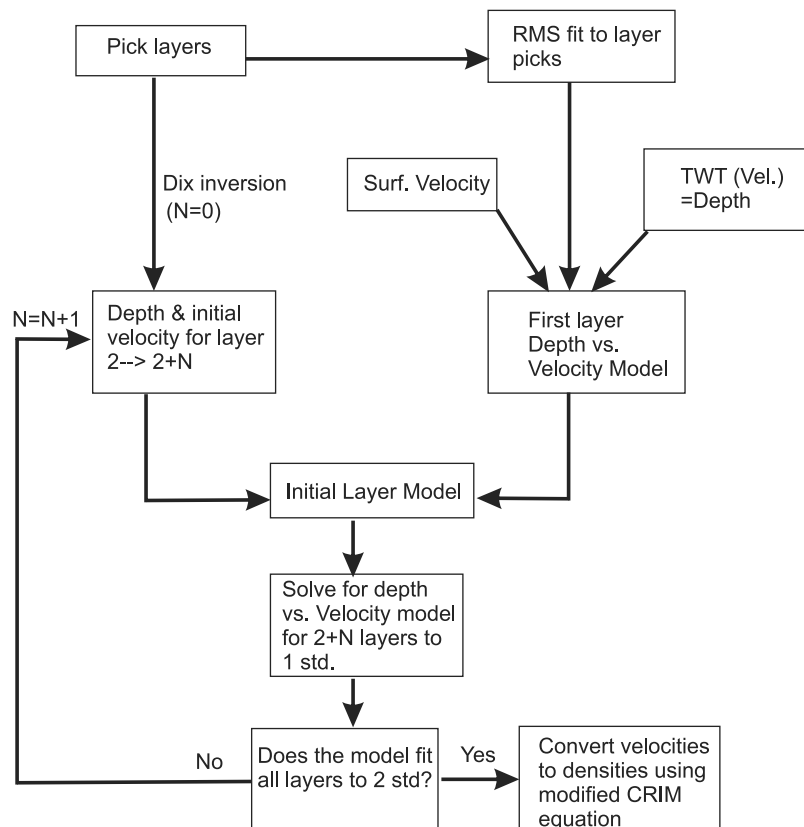 Pick layers
RMS fit to layer
picks
Dix inversion
(N=0)
Surf. Velocity
TWT (Vel.)
=Depth
N=N+1
Depth & initial
velocity for layer
2--> 2+N
First layer
Depth vs.
Velocity Model
Initial Layer Model
Solve for depth
vs. Velocity model
for 2+N layers to
1 std.
No
Does the model fit
all layers to 2 std?
Yes
Convert velocities
to densities using
modified CRIM
equation